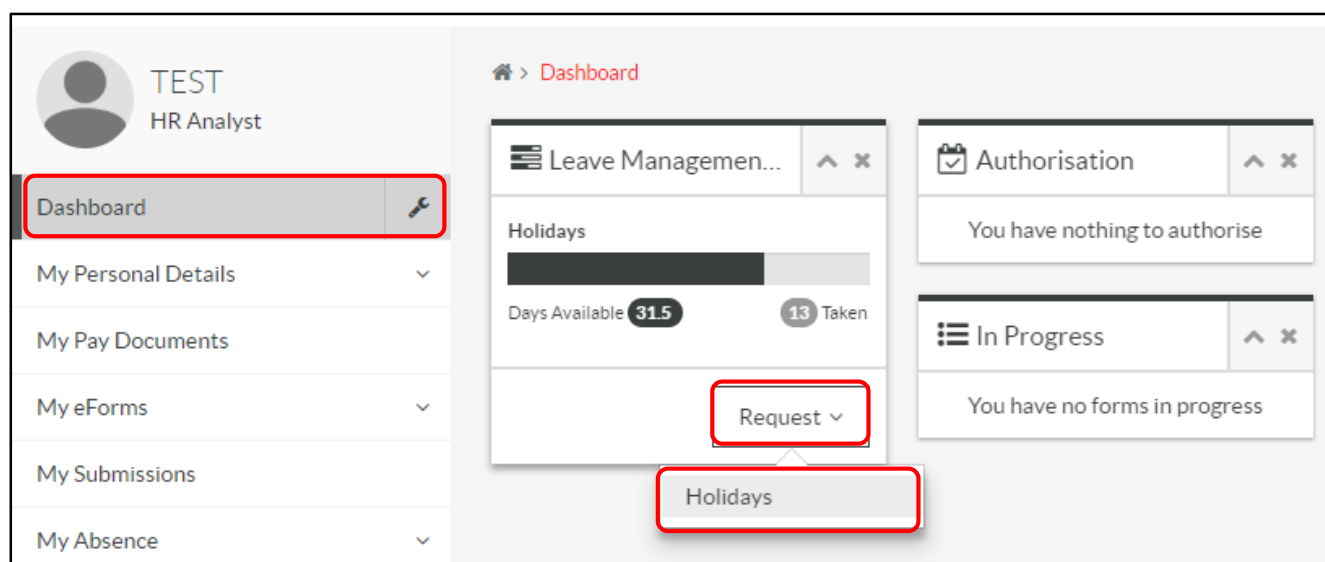 TEST
HR Analyst
Dashboard
My Personal Details
My Pay Documents
My eForms
My Submissions
My Absence
> Dashboard
Leave Managemen...
Holidays
Days Available 31.5 13 Taken
Request
Holidays
Authorisation
You have nothing to authorise
In Progress
You have no forms in progress